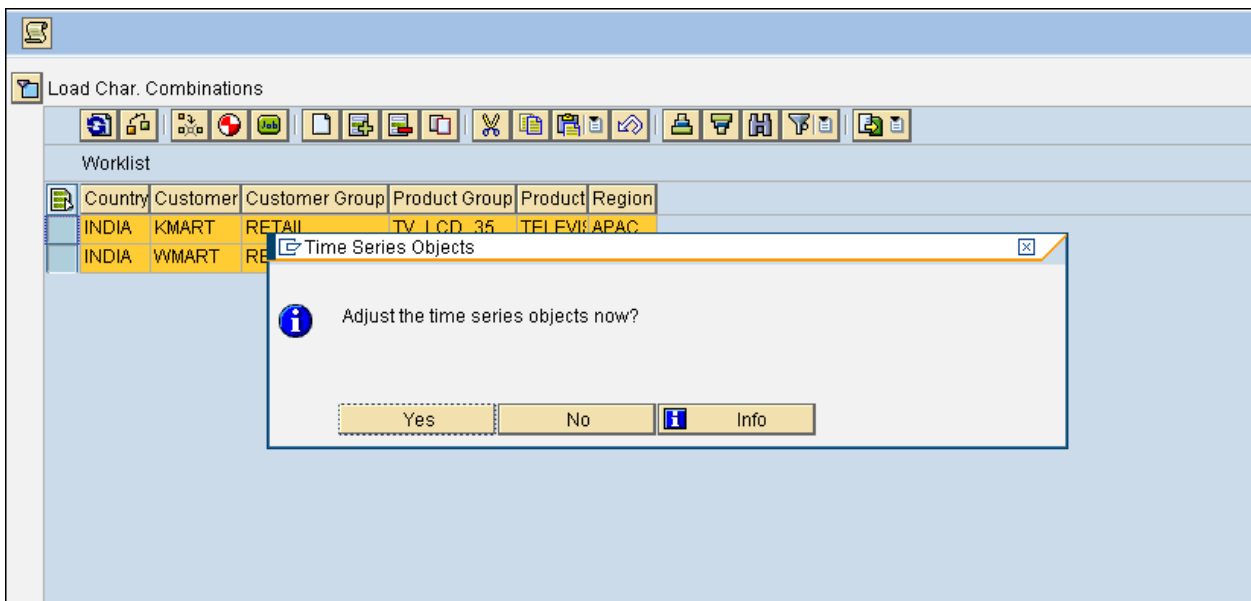 Load Char. Combinations
Job
Worklist
Country Customer Customer Group Product Group Product Region
INDIA KMART RETAIL TV_LCD_35 TELEVIS APAC
INDIA WMART RE
Time Series Objects
Adjust the time series objects now?
Yes No Info